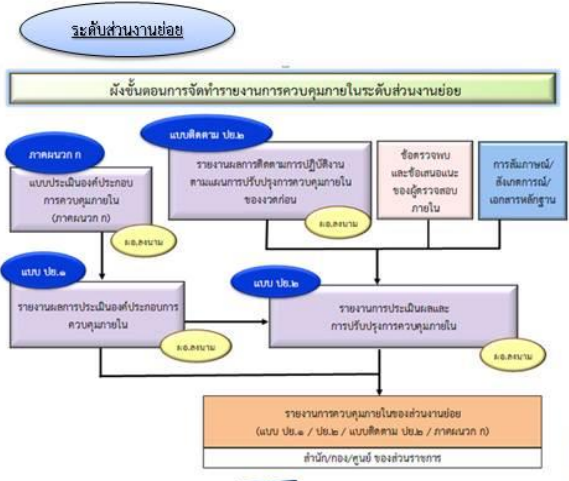 ระดับส่วนงานย่อย
ผังขั้นตอนการจัดทำรายงานการควบคุมภายในระดับส่วนงานย่อย
ภาคผนวก ก
แบบประเมินองค์ประกอบ
การควบคุมภายใน
(ภาคผนวก ก)
ผอ.ลงนาม
แบบติดตาม ปย.๒
รายงานผลการติดตามการปฏิบัติงาน
ตามแผนการปรับปรุงการควบคุมภายใน
ของงวดก่อน
ผอ.ลงนาม
ข้อตรวจพบ
และข้อเสนอแนะ
ของผู้ตรวจสอบ
ภายใน
การสัมภาษณ์/
สังเกตการณ์/
เอกสารหลักฐาน
แบบ ปย.๑
รายงานผลการประเมินองค์ประกอบการ
ควบคุมภายใน
ผอ.ลงนาม
แบบ ปย.๒
รายงานการประเมินผลและ
การปรับปรุงการควบคุมภายใน
ผอ.ลงนาม
รายงานการควบคุมภายในของส่วนงานย่อย
(แบบ ปย.๑ / ปย.๒ / แบบติดตาม ปย.๒ / ภาคผนวก ก)
สำนัก/กอง/ศูนย์ ของส่วนราชการ